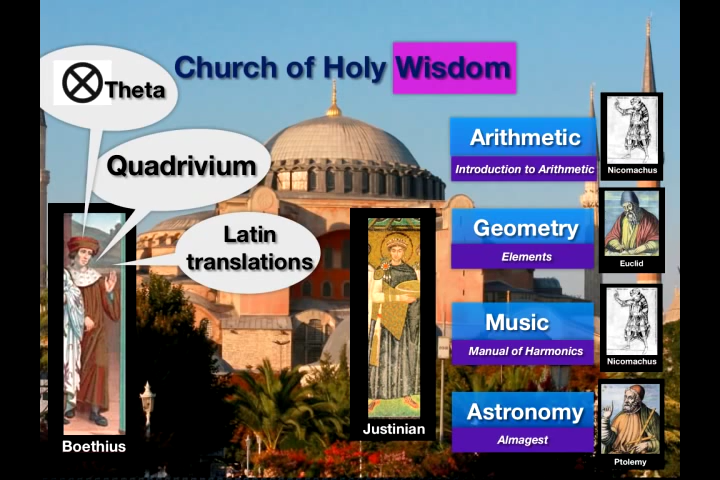 Church of Holy Wisdom
Theta
Quadrivium
Latin
translations
Boethius
Justinian
Arithmetic
Introduction to Arithmetic
Nicomachus
Geometry
Elements
Euclid
Music
Manual of Harmonics
Nicomachus
Astronomy
Almagest
Ptolemy